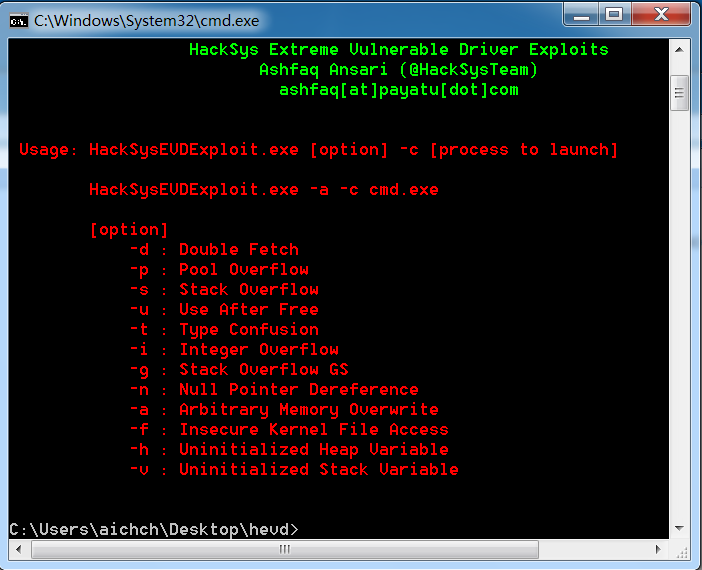 C:\Windows\System32\cmd.exe
HackSys Extreme Vulnerable Driver Exploits
Ashfaq Ansari (@HackSysTeam)
ashfaq[at]payatu[dot]com
Usage: HackSysEVDExploit.exe [option] -c [process to launch]
HackSysEVDExploit.exe -a -c cmd.exe
[option]
-d : Double Fetch
-p : Pool Overflow
-s : Stack Overflow
-u : Use After Free
-t : Type Confusion
-i : Integer Overflow
-g : Stack Overflow GS
-n : Null Pointer Dereference
-a : Arbitrary Memory Overwrite
-f : Insecure Kernel File Access
-h : Uninitialized Heap Variable
-v : Uninitialized Stack Variable
C:\Users\aichch\Desktop\hevd>